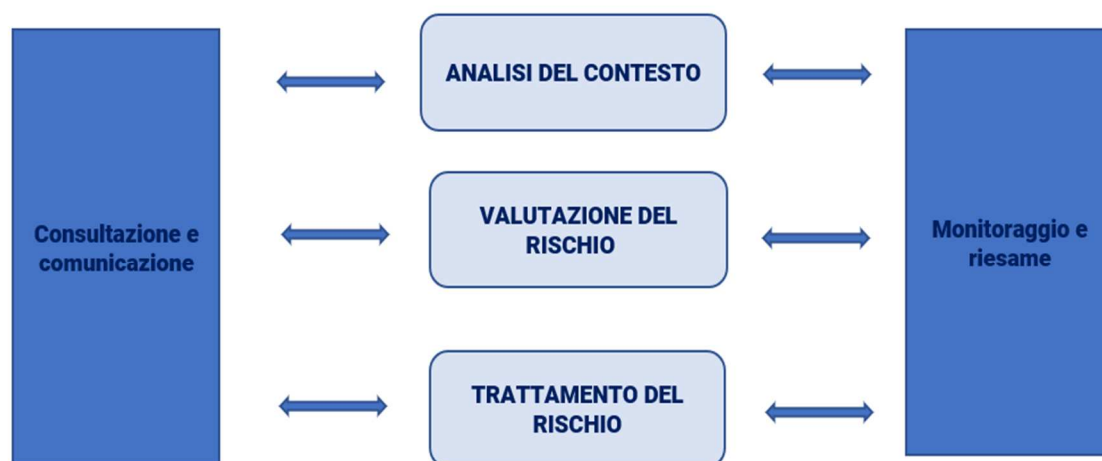 Consultazione e
comunicazione
ANALISI DEL CONTESTO
VALUTAZIONE DEL
RISCHIO
TRATTAMENTO DEL
RISCHIO
Monitoraggio e
riesame